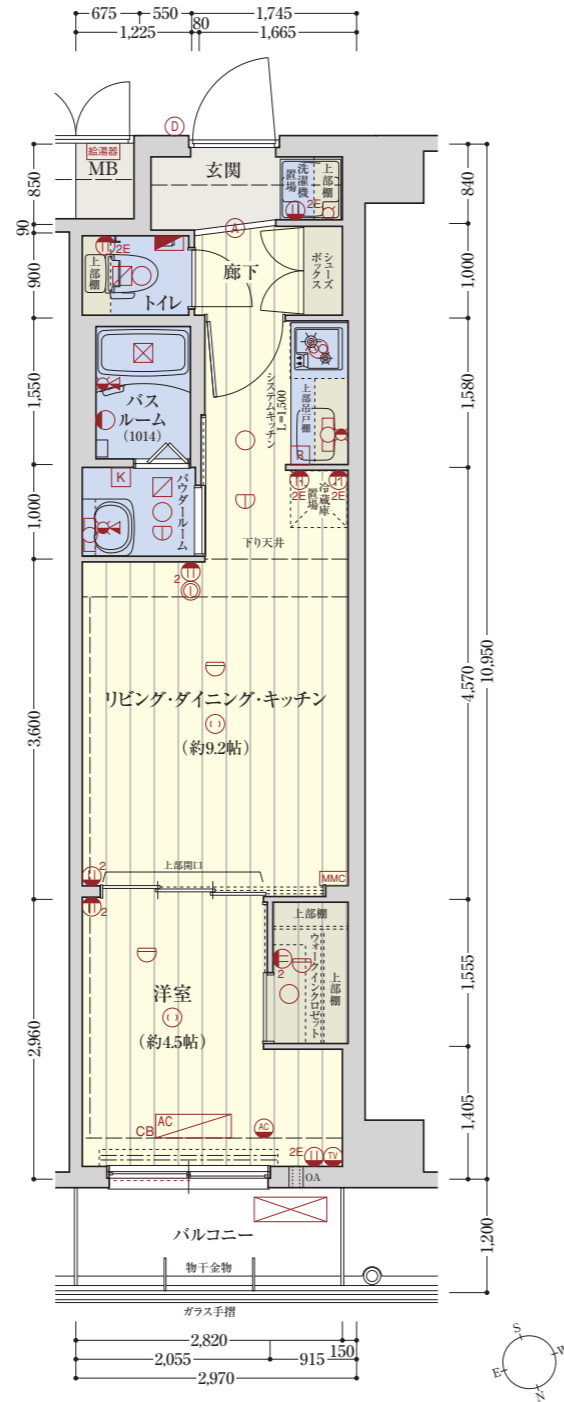 675
550
1,745
1,225
80
1,665
D
給湯器
MB
玄関
洗濯機
置場
上部棚
2E
850
90
900
1,550
1,000
3,600
2,960
840
1,000
1,580
4,570
10,950
1,555
1,405
1,200
A
2E
上部棚
トイレ
廊下
シューズ
ボックス
バス
ルーム
(1014)
システムキッチン
L=1,500
上部吊戸棚
R
K
パウダールーム
2E
2E
冷蔵庫
置場
下り天井
2
リビング・ダイニング・キッチン
(約9.2帖)
2
上部開口
MMC
2
上部棚
ウォークインクロゼット
上部棚
2
洋室
(約4.5帖)
AC
CB
AC
2E
TV
OA
バルコニー
物干金物
ガラス手摺
2,820
150
2,055
915
2,970
S
W
E
N